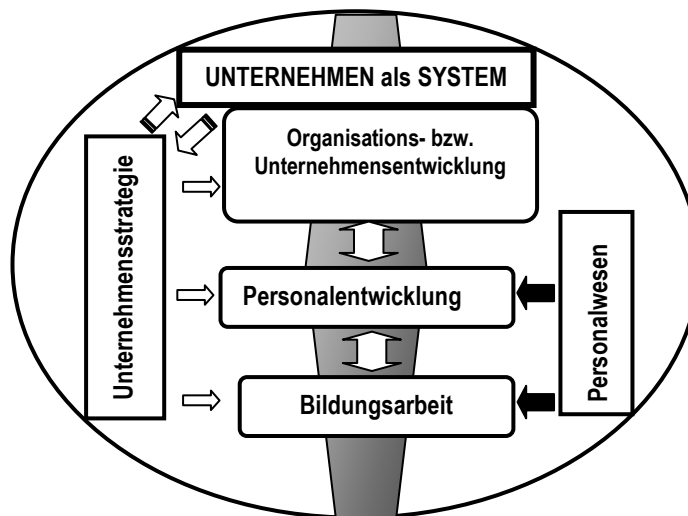 UNTERNEHMEN als SYSTEM
Organisations- bzw.
Unternehmensentwicklung
Unternehmensstrategie
Personalentwicklung
Personalwesen
Bildungsarbeit